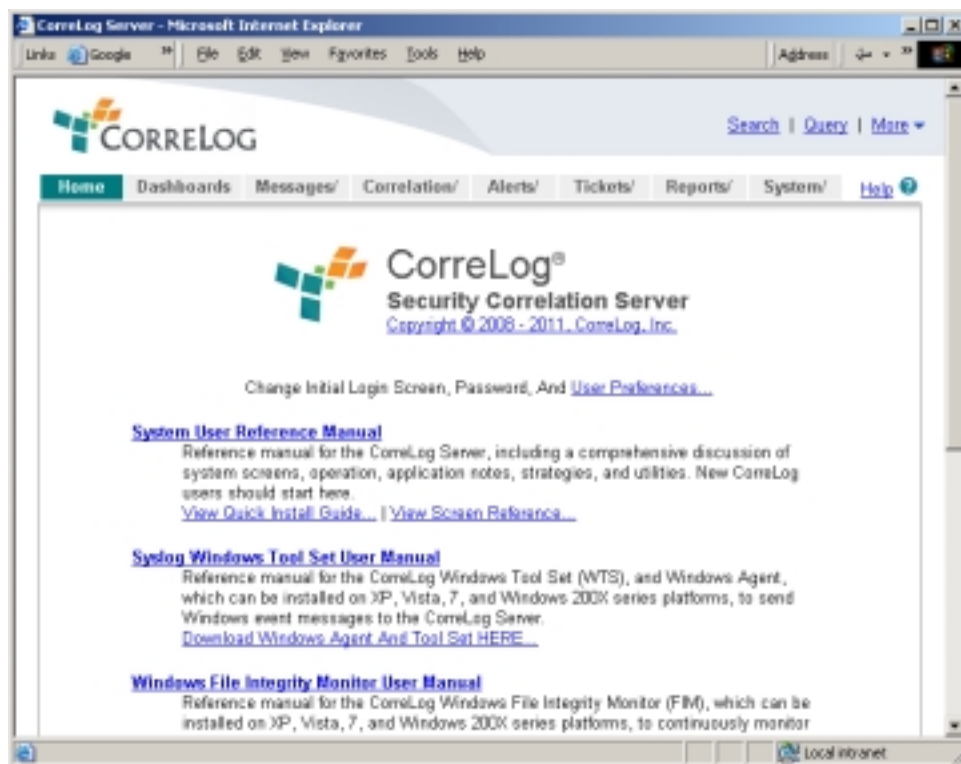 CorreLog Server - Microsoft Internet Explorer
Links Google » File Edit View Favorites Tools Help Address »
CORRELOG
Search | Query | More
Home Dashboards Messages/ Correlation/ Alerts/ Tickets/ Reports/ System/ Help ?
CorreLog®
Security Correlation Server
Copyright © 2008 - 2011, CorreLog, Inc.
Change Initial Login Screen, Password, And User Preferences...
System User Reference Manual
Reference manual for the CorreLog Server, including a comprehensive discussion of
system screens, operation, application notes, strategies, and utilities. New CorreLog
users should start here.
View Quick Install Guide... | View Screen Reference...
Syslog Windows Tool Set User Manual
Reference manual for the CorreLog Windows Tool Set (WTS), and Windows Agent,
which can be installed on XP, Vista, 7, and Windows 200X series platforms, to send
Windows event messages to the CorreLog Server.
Download Windows Agent And Tool Set HERE...
Windows File Integrity Monitor User Manual
Reference manual for the CorreLog Windows File Integrity Monitor (FIM), which can be
installed on XP, Vista, 7, and Windows 200X series platforms, to continuously monitor
Local intranet